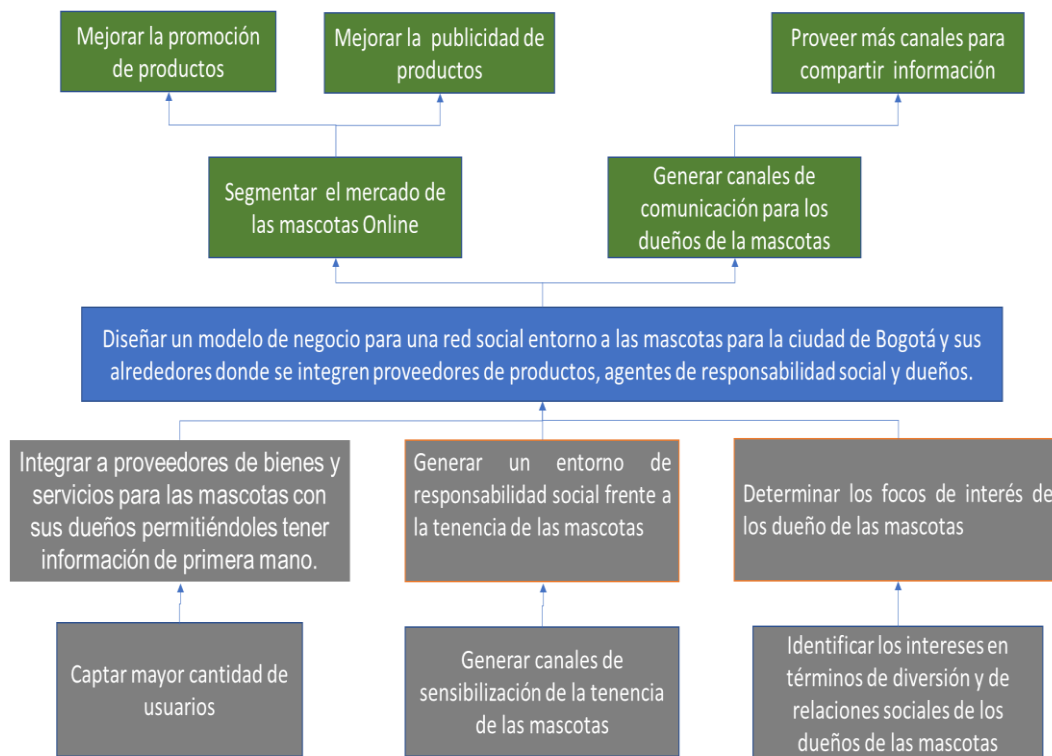 Mejorar la promoción
de productos
Mejorar la publicidad de
productos
Proveer más canales para
compartir información
Segmentar el mercado de
las mascotas Online
Generar canales de
comunicación para los
dueños de la mascotas
Diseñar un modelo de negocio para una red social entorno a las mascotas para la ciudad de Bogotá y sus
alrededores donde se integren proveedores de productos, agentes de responsabilidad social y dueños.
Integrar a proveedores de bienes y
servicios para las mascotas con
sus dueños permitiéndoles tener
información de primera mano.
Generar un entorno de
responsabilidad social frente a
la tenencia de las mascotas
Determinar los focos de interés de
los dueño de las mascotas
Captar mayor cantidad de
usuarios
Generar canales de
sensibilización de la tenencia
de las mascotas
Identificar los intereses en
términos de diversión y de
relaciones sociales de los
dueños de las mascotas